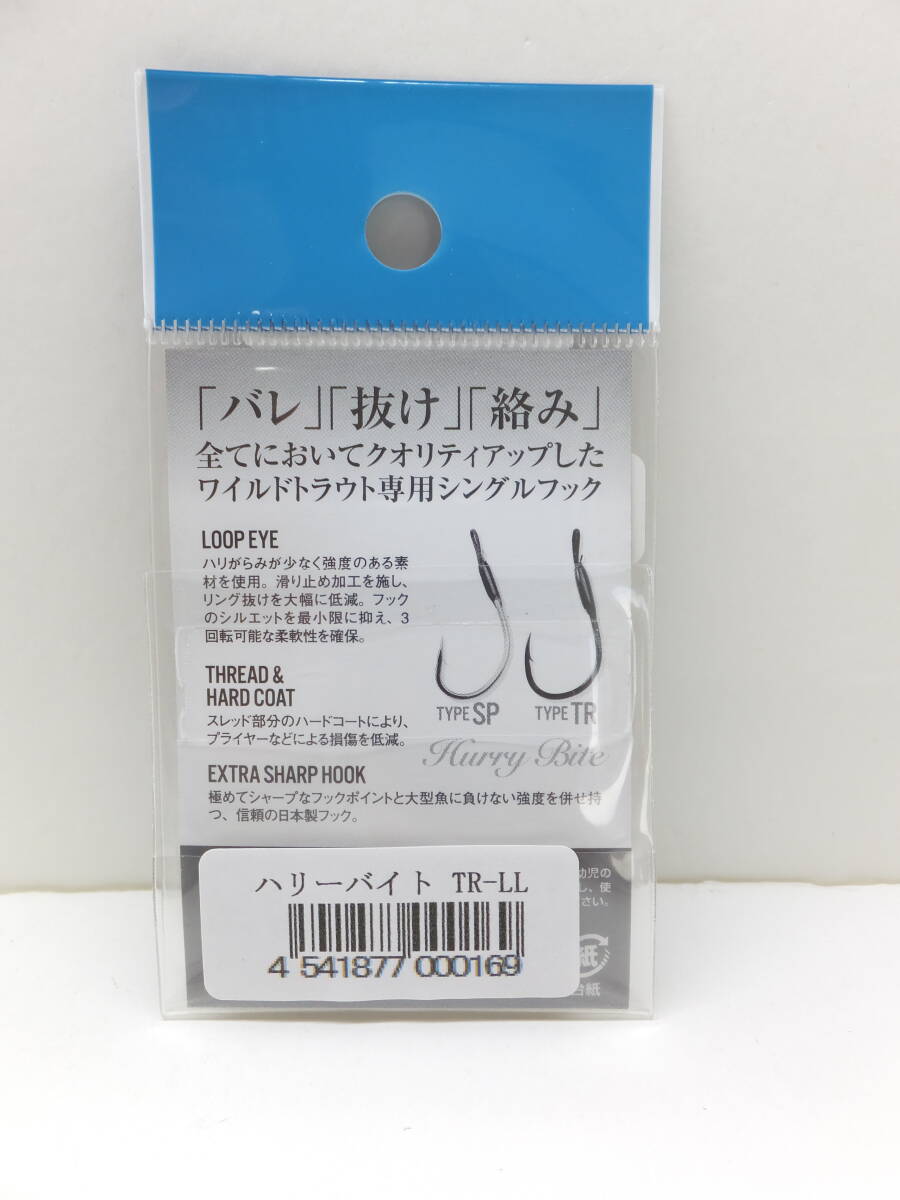 「バレ」「抜け」「絡み」
全てにおいてクオリティアップした
ワイルドトラウト専用シングルフック
LOOP EYE
ハリがらみが少なく強度のある素
材を使用。滑り止め加工を施し、
リング抜けを大幅に低減。フック
のシルエットを最小限に抑え、3
回転可能な柔軟性を確保。
THREAD &
HARD COAT
スレッド部分のハードコートにより、
プライヤーなどによる損傷を低減。
TYPE SP
TYPE TR
Hurry Bite
EXTRA SHARP HOOK
極めてシャープなフックポイントと大型魚に負けない強度を併せ持
つ、信頼の日本製フック。
幼児の
し、使
さい。
ハリーバイト TR-LL
4 541877 000169
紙
台紙